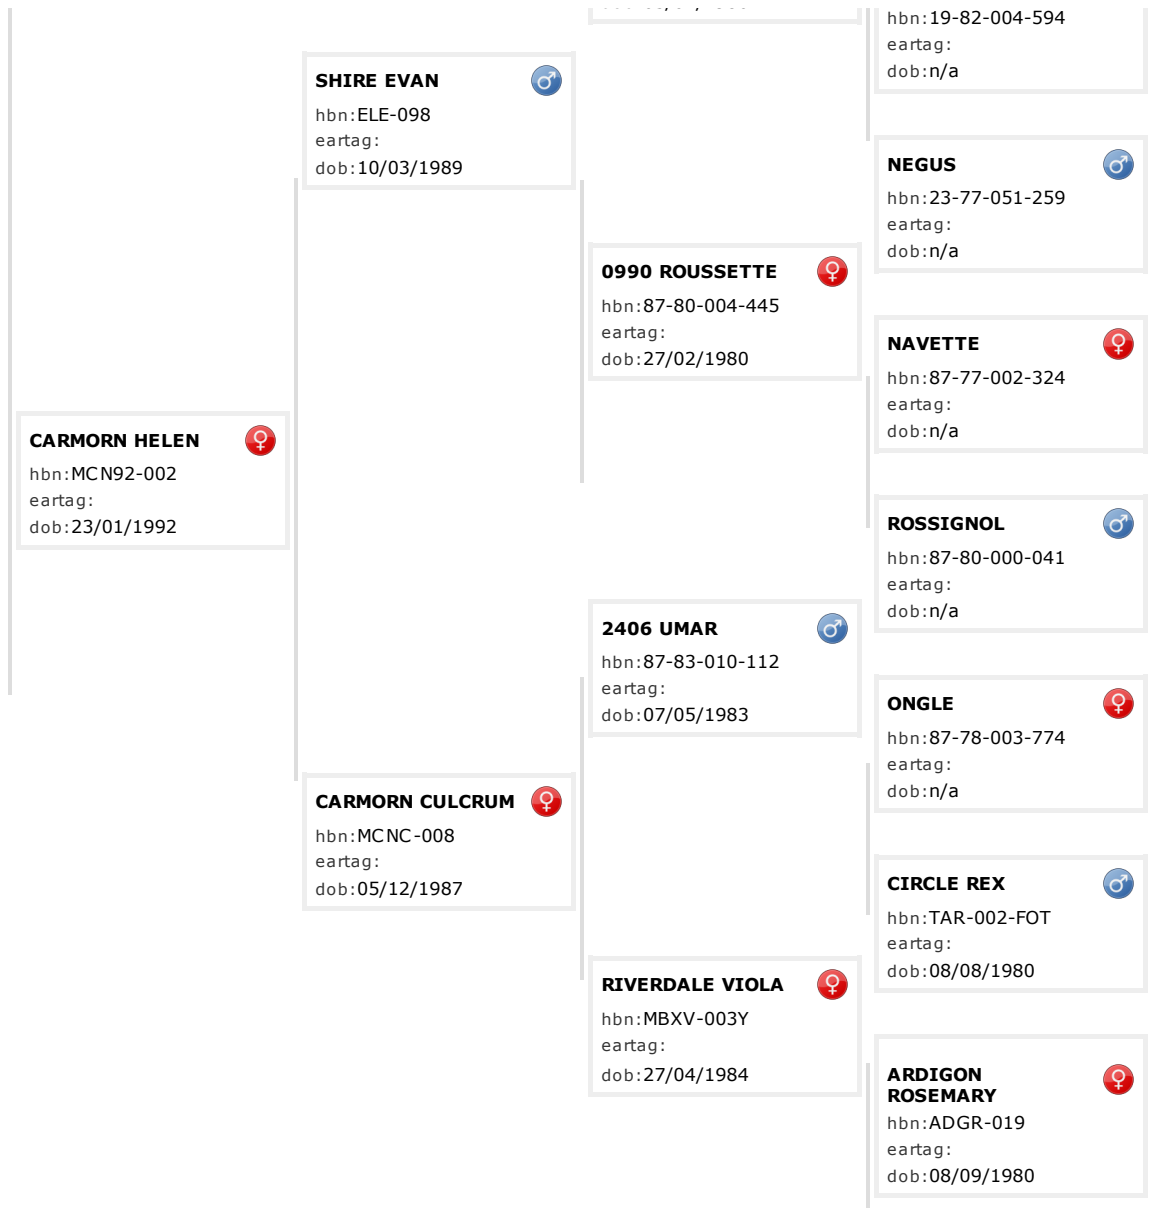 hbn:19-82-004-594
eartag:
dob:n/a
SHIRE EVAN
hbn:ELE-098
eartag:
dob:10/03/1989
NEGUS
hbn:23-77-051-259
eartag:
dob:n/a
0990 ROUSSETTE
hbn:87-80-004-445
eartag:
dob:27/02/1980
NAVETTE
hbn:87-77-002-324
eartag:
dob:n/a
CARMORN HELEN
hbn:MCN92-002
eartag:
dob:23/01/1992
ROSSIGNOL
hbn:87-80-000-041
eartag:
dob:n/a
2406 UMAR
hbn:87-83-010-112
eartag:
dob:07/05/1983
ONGLE
hbn:87-78-003-774
eartag:
dob:n/a
CARMORN CULCRUM
hbn:MCNC-008
eartag:
dob:05/12/1987
CIRCLE REX
hbn:TAR-002-FOT
eartag:
dob:08/08/1980
RIVERDALE VIOLA
hbn:MBXV-003Y
eartag:
dob:27/04/1984
ARDIGON
ROSEMARY
hbn:ADGR-019
eartag:
dob:08/09/1980